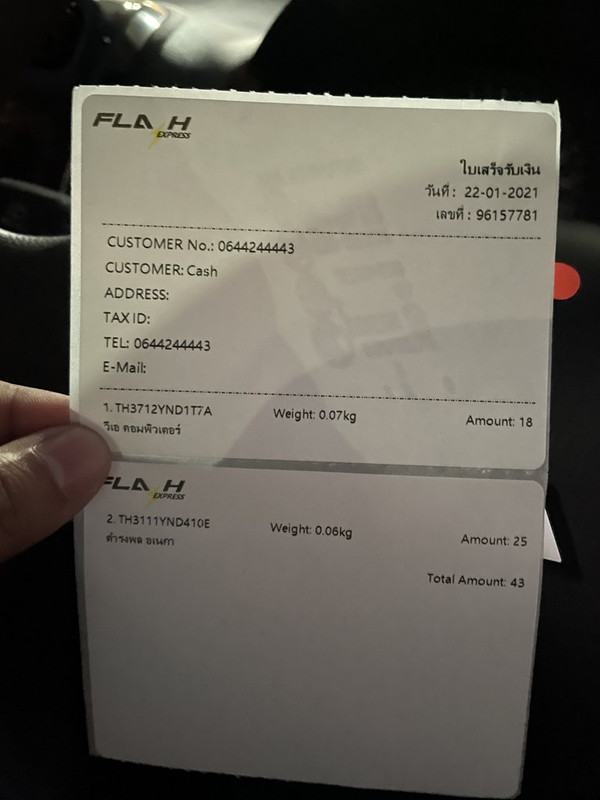 FLASH EXPRESS
ใบเสร็จรับเงิน
วันที่ : 22-01-2021
เลขที่ : 96157781
CUSTOMER No.: 0644244443
CUSTOMER: Cash
ADDRESS:
TAX ID:
TEL: 0644244443
E-Mail:
1. TH3712YND1T7A Weight: 0.07kg Amount: 18
วีเอ คอมพิวเตอร์
FLASH EXPRESS
2. TH3111YND410E Weight: 0.06kg Amount: 25
ดำรงพล อเนกา
Total Amount: 43